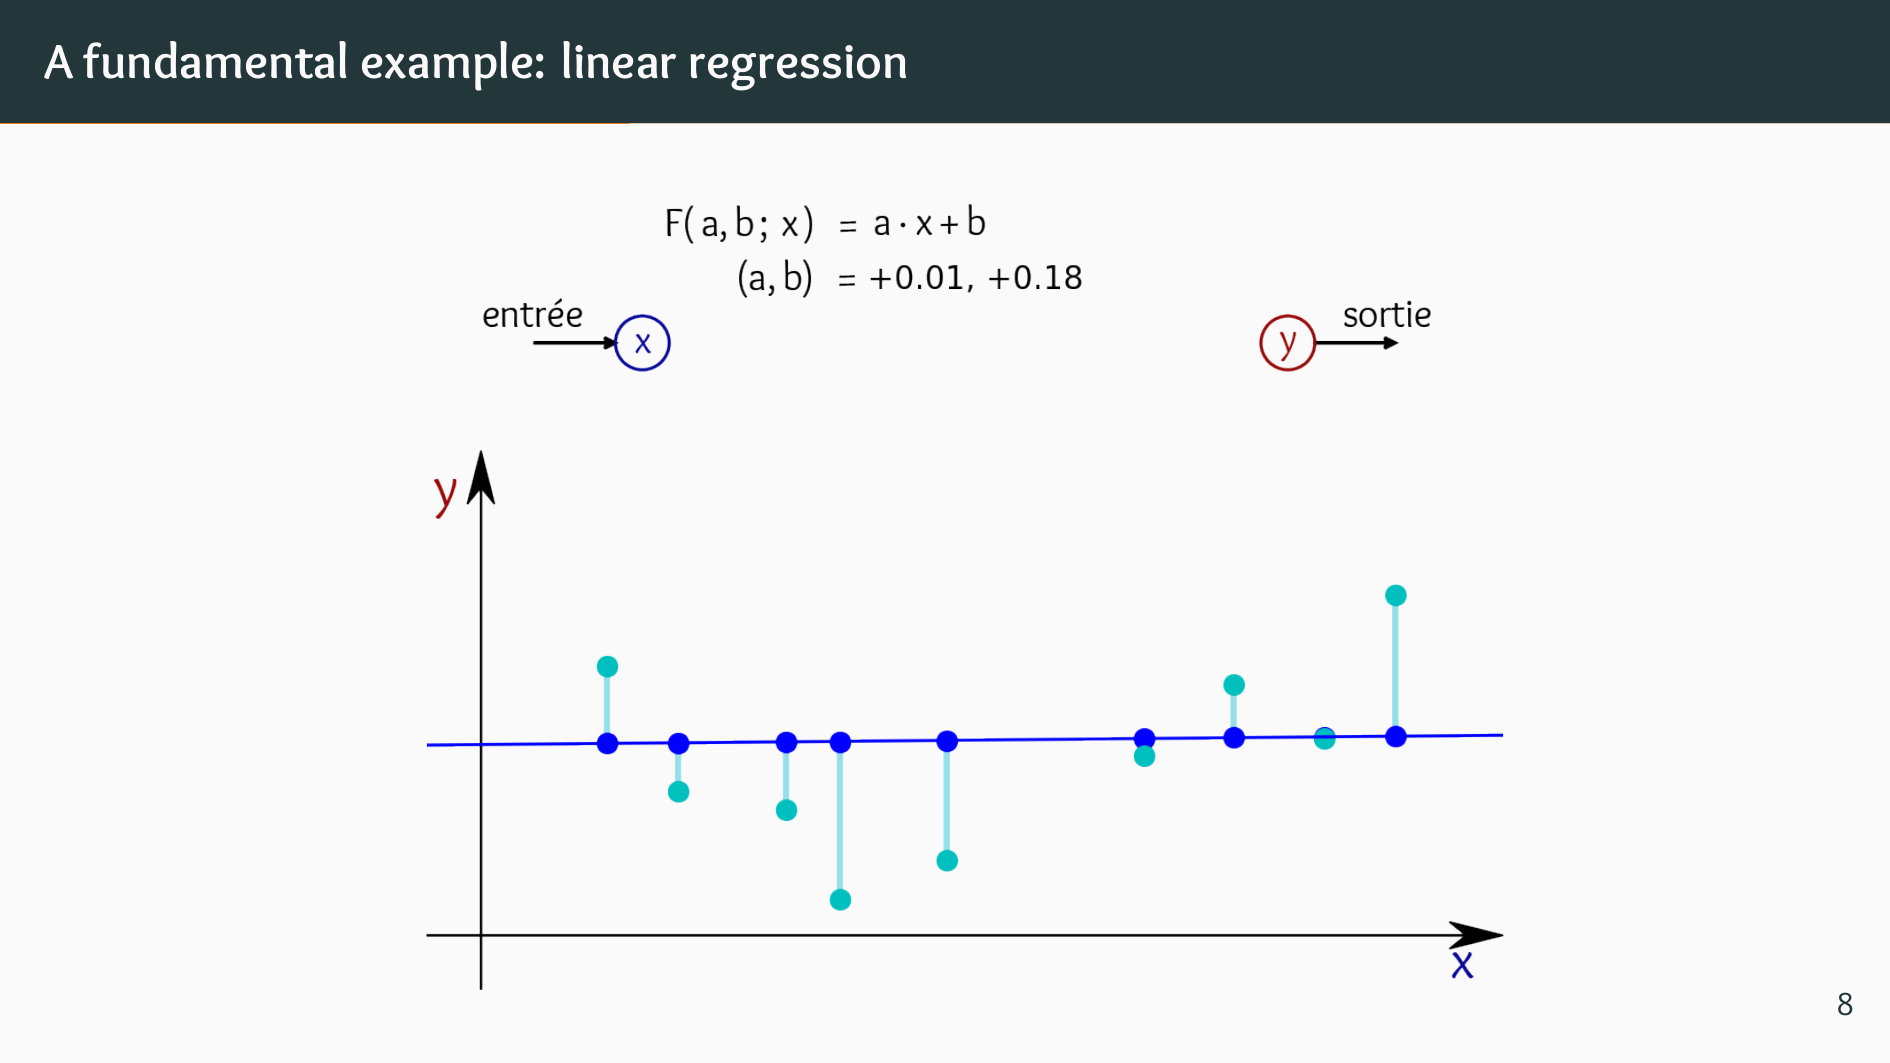 A fundamental example: linear regression
F( a, b ; x ) = a · x + b
(a, b) = +0.01, +0.18
entrée
x
y
sortie
y
x
8